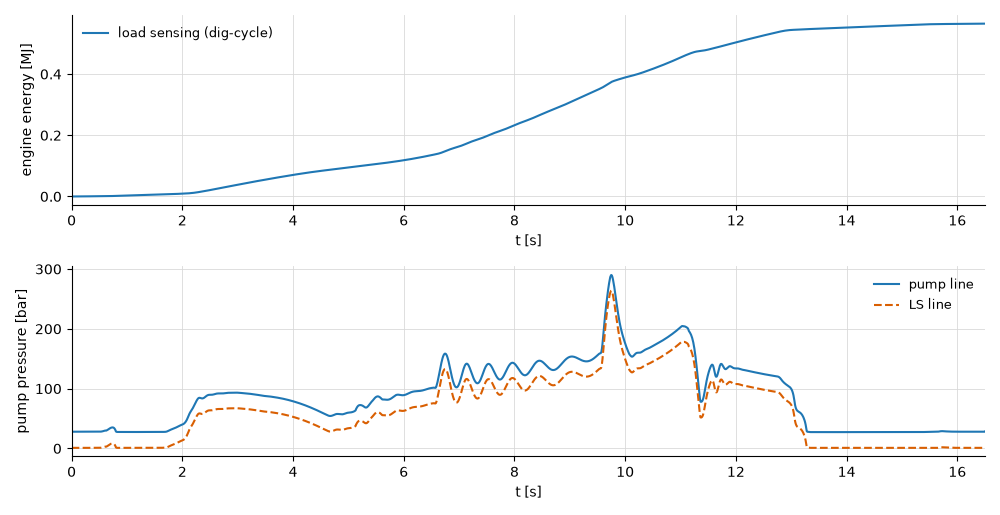 engine energy [MJ]
0.4
0.2
0.0
load sensing (dig-cycle)
0 2 4 6 8 10 12 14 16
t [s]
pump pressure [bar]
300
200
100
0
pump line
LS line
0 2 4 6 8 10 12 14 16
t [s]